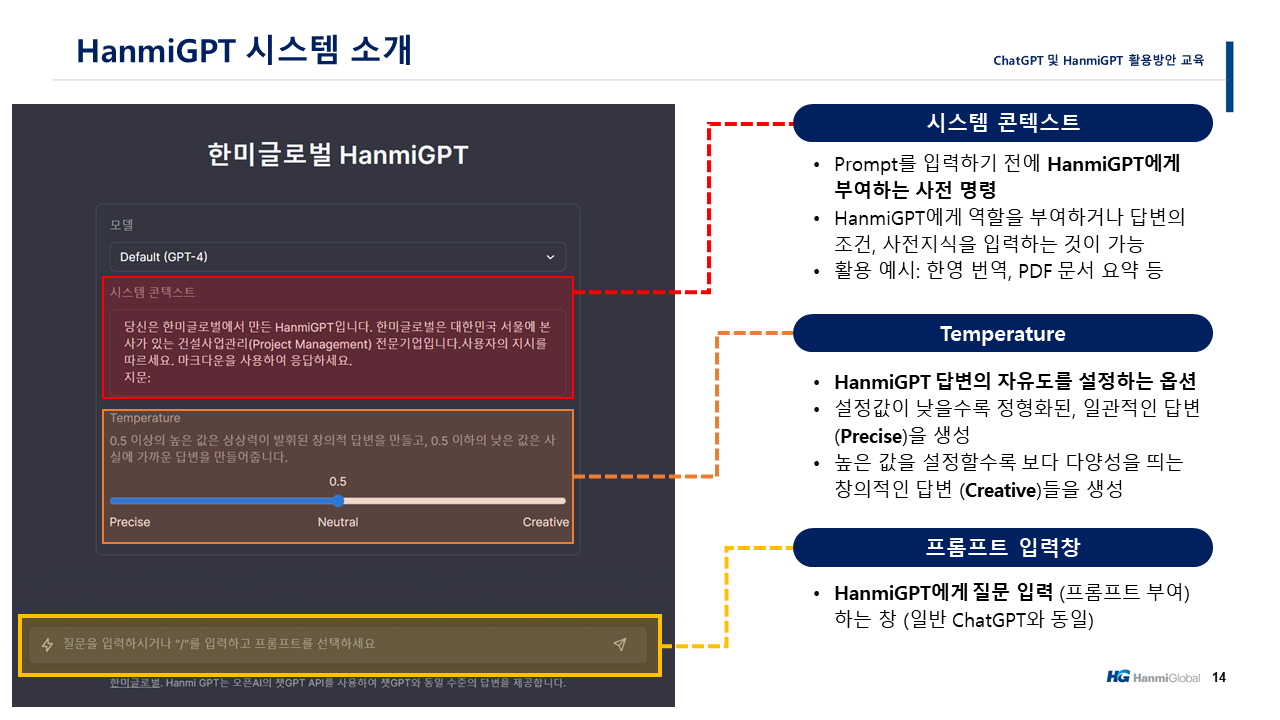 HanmiGPT 시스템 소개
ChatGPT 및 HanmiGPT 활용방안 교육
한미글로벌 HanmiGPT
모델
Default (GPT-4)
시스템 콘텍스트
당신은 한미글로벌에서 만든 HanmiGPT입니다. 한미글로벌은 대한민국 서울에 본
사가 있는 건설사업관리(Project Management) 전문기업입니다.사용자의 지시를
따르세요. 마크다운을 사용하여 응답하세요.
지문:
Temperature
0.5 이상의 높은 값은 상상력이 발휘된 창의적 답변을 만들고, 0.5 이하의 낮은 값은 사
실에 가까운 답변을 만들어줍니다.
0.5
Precise Neutral Creative
질문을 입력하시거나 "/"를 입력하고 프롬프트를 선택하세요
한미글로벌. Hanmi GPT는 오픈AI의 챗GPT API를 사용하여 챗GPT와 동일 수준의 답변을 제공합니다.
시스템 콘텍스트
• Prompt를 입력하기 전에 HanmiGPT에게
부여하는 사전 명령
• HanmiGPT에게 역할을 부여하거나 답변의
조건, 사전지식을 입력하는 것이 가능
• 활용 예시: 한영 번역, PDF 문서 요약 등
Temperature
• HanmiGPT 답변의 자유도를 설정하는 옵션
• 설정값이 낮을수록 정형화된, 일관적인 답변
(Precise)을 생성
• 높은 값을 설정할수록 보다 다양성을 띄는
창의적인 답변 (Creative)들을 생성
프롬프트 입력창
• HanmiGPT에게 질문 입력 (프롬프트 부여)
하는 창 (일반 ChatGPT와 동일)
HG HanmiGlobal 14